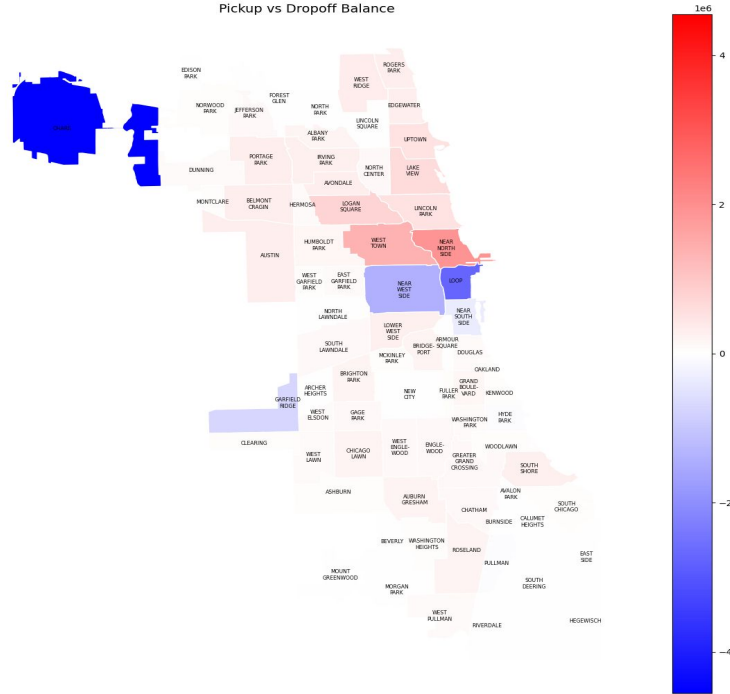 Pickup vs Dropoff Balance
1e6
ROGERS
PARK
WEST
RIDGE
EDISON
PARK
FOREST
GLEN
NORWOOD
PARK
JEFFERSON
PARK
NORTH
PARK
EDGEWATER
LINCOLN
SQUARE
ALBANY
PARK
UPTOWN
PORTAGE
PARK
IRVING
PARK
DUNNING
NORTH
CENTER
LAKE
VIEW
AVONDALE
MONTCLARE
BELMONT
CRAGIN
HERMOSA
LOGAN
SQUARE
LINCOLN
PARK
HUMBOLDT
PARK
WEST
TOWN
NEAR
NORTH
SIDE
AUSTIN
WEST
GARFIELD
PARK
EAST
GARFIELD
PARK
NEAR
WEST
SIDE
LOOP
NORTH
LAWNDALE
NEAR
SOUTH
SIDE
LOWER
WEST
SIDE
SOUTH
LAWNDALE
MCKINLEY
PARK
BRIDGE-
PORT
ARMOUR
SQUARE
DOUGLAS
OAKLAND
BRIGHTON
PARK
GARFIELD
RIDGE
ARCHER
HEIGHTS
NEW
CITY
FULLER
PARK
GRAND
BOULE-
VARD
KENWOOD
WEST
ELSDON
GAGE
PARK
WASHINGTON
PARK
HYDE
PARK
CLEARING
WEST
LAWN
CHICAGO
LAWN
WEST
ENGLE-
WOOD
ENGLE-
WOOD
GREATER
GRAND
CROSSING
WOODLAWN
SOUTH
SHORE
ASHBURN
AUBURN
GRESHAM
CHATHAM
AVALON
PARK
SOUTH
CHICAGO
BURNSIDE
CALUMET
HEIGHTS
BEVERLY
WASHINGTON
HEIGHTS
ROSELAND
PULLMAN
EAST
SIDE
SOUTH
DEERING
MOUNT
GREENWOOD
MORGAN
PARK
WEST
PULLMAN
RIVERDALE
HEGEWISCH
4
2
0
−2
−4